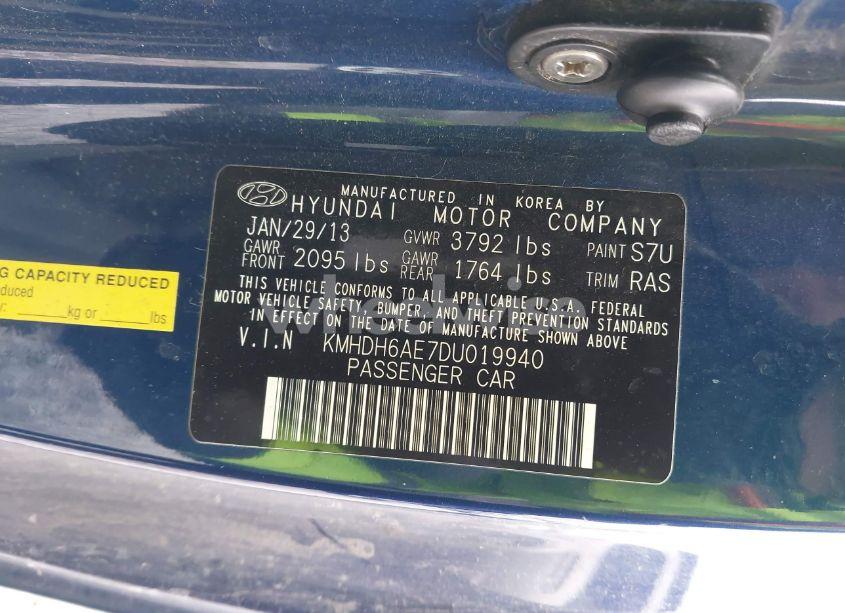 MANUFACTURED IN KOREA BY
HYUNDAI MOTOR COMPANY
JAN/29/13 GVWR 3792 lbs PAINT S7U
GAWR FRONT 2095 lbs GAWR REAR 1764 lbs TRIM RAS
THIS VEHICLE CONFORMS TO ALL APPLICABLE U.S.A. FEDERAL
MOTOR VEHICLE SAFETY, BUMPER, AND THEFT PREVENTION STANDARDS
IN EFFECT ON THE DATE OF MANUFACTURE SHOWN ABOVE
V.I.N KMHDH6AE7DU019940
PASSENGER CAR
G CAPACITY REDUCED
educed
kg or lbs